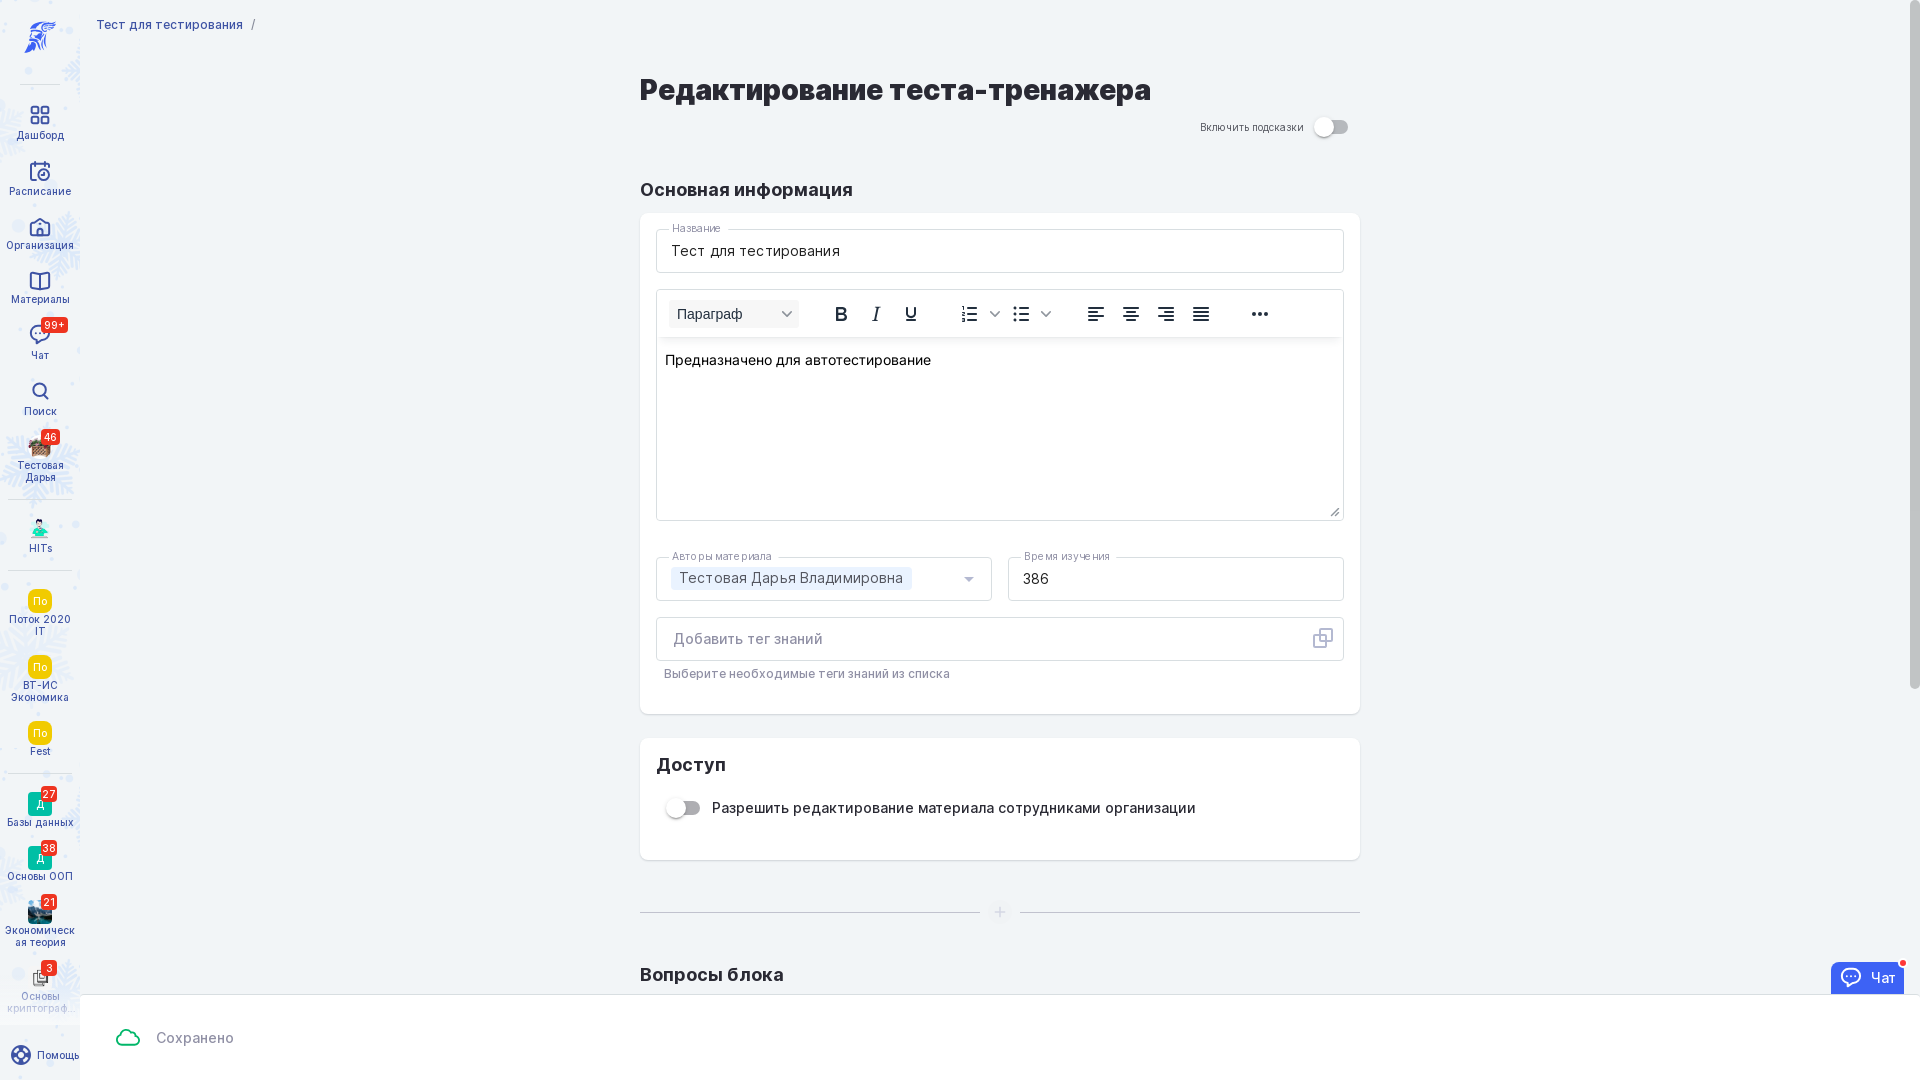 Тест для тестирования /
Дашборд
Расписание
Организация
Материалы
99+
Чат
Поиск
46
Тестовая
Дарья
HITs
По
Поток 2020
IT
По
ВТ-ИС
Экономика
По
Fest
27
Д
Базы данных
38
Д
Основы ООП
21
Экономическ
ая теория
3
Основы
криптограф...
Помощь
Редактирование теста-тренажера
Включить подсказки
Основная информация
Название
Тест для тестирования
Параграф
Предназначено для автотестирование
Авторы материала
Тестовая Дарья Владимировна
Время изучения
386
Добавить тег знаний
Выберите необходимые теги знаний из списка
Доступ
Разрешить редактирование материала сотрудниками организации
Вопросы блока
Чат
Сохранено